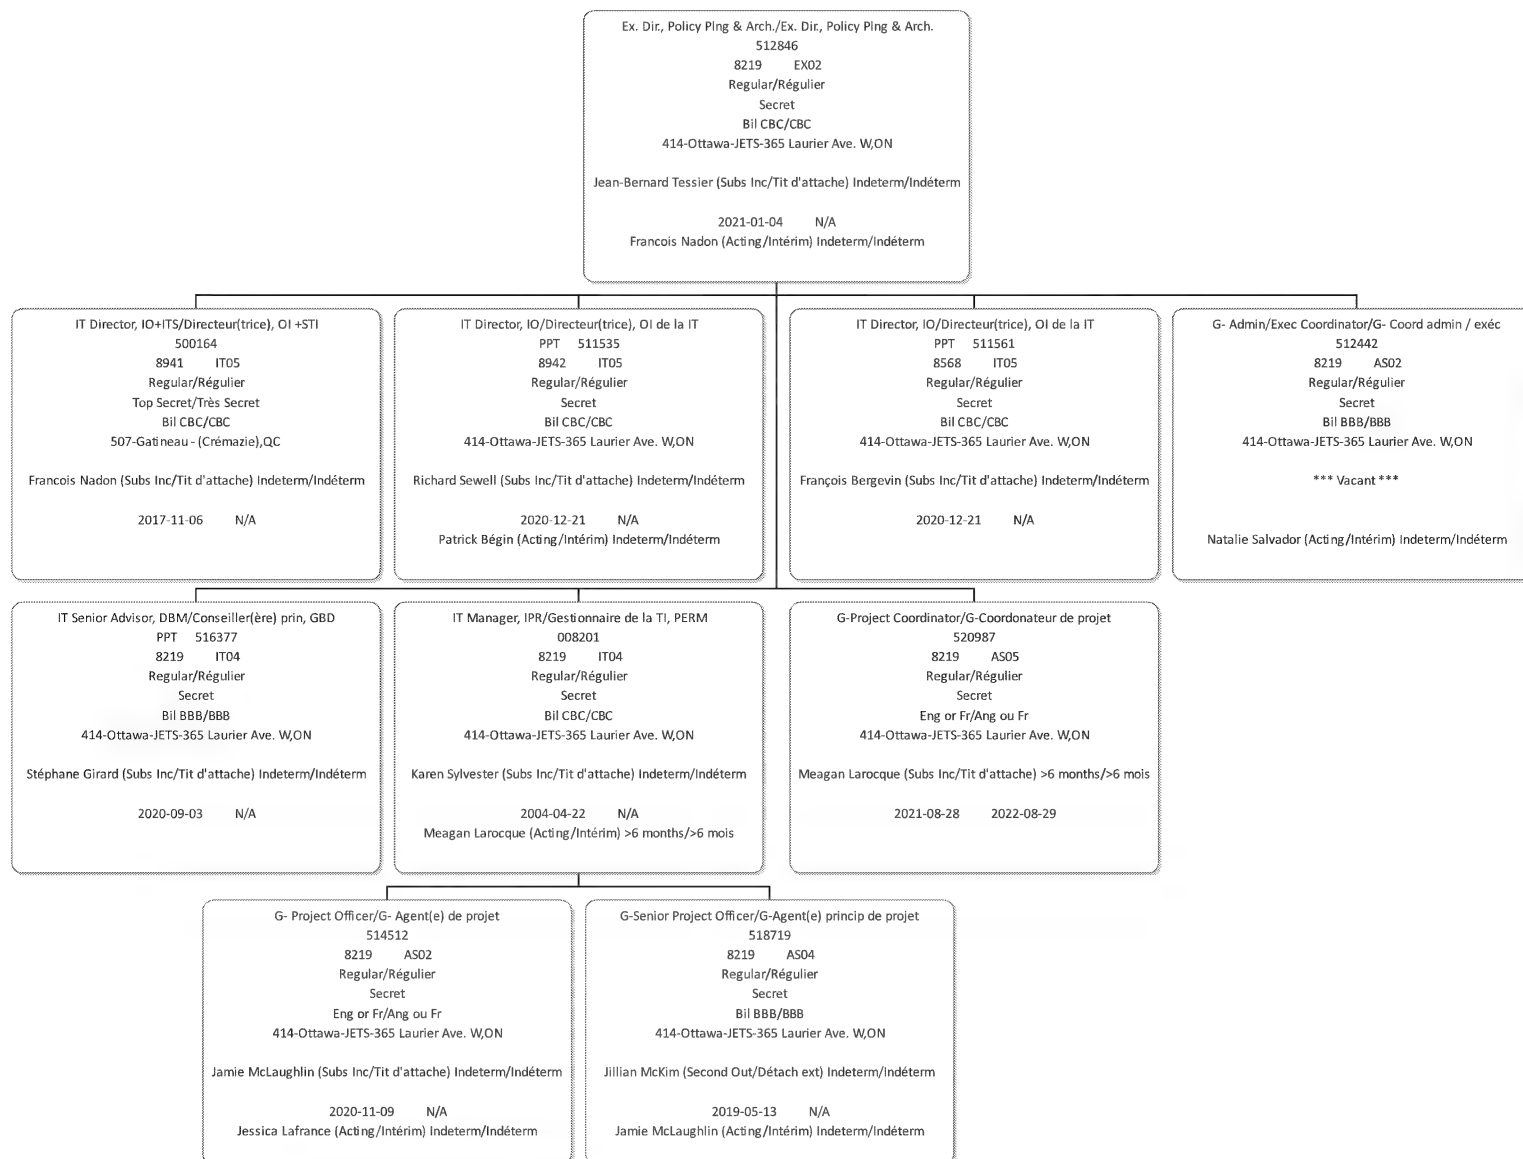 Ex. Dir., Policy Plng & Arch./Ex. Dir., Policy Plng & Arch.
512846
8219 EX02
Regular/Régulier
Secret
Bil CBC/CBC
414-Ottawa-JETS-365 Laurier Ave. W,ON
Jean-Bernard Tessier (Subs Inc/Tit d'attache) Indeterm/Indéterm
2021-01-04 N/A
Francois Nadon (Acting/Intérim) Indeterm/Indéterm
IT Director, IO+ITS/Directeur(trice), OI +STI
500164
8941 IT05
Regular/Régulier
Top Secret/Très Secret
Bil CBC/CBC
507-Gatineau - (Crémazie),QC
Francois Nadon (Subs Inc/Tit d'attache) Indeterm/Indéterm
2017-11-06 N/A
IT Director, IO/Directeur(trice), OI de la IT
PPT 511535
8942 IT05
Regular/Régulier
Secret
Bil CBC/CBC
414-Ottawa-JETS-365 Laurier Ave. W,ON
Richard Sewell (Subs Inc/Tit d'attache) Indeterm/Indéterm
2020-12-21 N/A
Patrick Bégin (Acting/Intérim) Indeterm/Indéterm
IT Director, IO/Directeur(trice), OI de la IT
PPT 511561
8568 IT05
Regular/Régulier
Secret
Bil CBC/CBC
414-Ottawa-JETS-365 Laurier Ave. W,ON
François Bergevin (Subs Inc/Tit d'attache) Indeterm/Indéterm
2020-12-21 N/A
G- Admin/Exec Coordinator/G- Coord admin / exéc
512442
8219 AS02
Regular/Régulier
Secret
Bil BBB/BBB
414-Ottawa-JETS-365 Laurier Ave. W,ON
*** Vacant ***
Natalie Salvador (Acting/Intérim) Indeterm/Indéterm
IT Senior Advisor, DBM/Conseiller(ère) prin, GBD
PPT 516377
8219 IT04
Regular/Régulier
Secret
Bil BBB/BBB
414-Ottawa-JETS-365 Laurier Ave. W,ON
Stéphane Girard (Subs Inc/Tit d'attache) Indeterm/Indéterm
2020-09-03 N/A
IT Manager, IPR/Gestionnaire de la TI, PERM
008201
8219 IT04
Regular/Régulier
Secret
Bil CBC/CBC
414-Ottawa-JETS-365 Laurier Ave. W,ON
Karen Sylvester (Subs Inc/Tit d'attache) Indeterm/Indéterm
2004-04-22 N/A
Meagan Larocque (Acting/Intérim) >6 months/>6 mois
G-Project Coordinator/G-Coordonateur de projet
520987
8219 AS05
Regular/Régulier
Secret
Eng or Fr/Ang ou Fr
414-Ottawa-JETS-365 Laurier Ave. W,ON
Meagan Larocque (Subs Inc/Tit d'attache) >6 months/>6 mois
2021-08-28 2022-08-29
G- Project Officer/G- Agent(e) de projet
514512
8219 AS02
Regular/Régulier
Secret
Eng or Fr/Ang ou Fr
414-Ottawa-JETS-365 Laurier Ave. W,ON
Jamie McLaughlin (Subs Inc/Tit d'attache) Indeterm/Indéterm
2020-11-09 N/A
Jessica Lafrance (Acting/Intérim) Indeterm/Indéterm
G-Senior Project Officer/G-Agent(e) princip de projet
518719
8219 AS04
Regular/Régulier
Secret
Bil BBB/BBB
414-Ottawa-JETS-365 Laurier Ave. W,ON
Jillian McKim (Second Out/Détach ext) Indeterm/Indéterm
2019-05-13 N/A
Jamie McLaughlin (Acting/Intérim) Indeterm/Indéterm